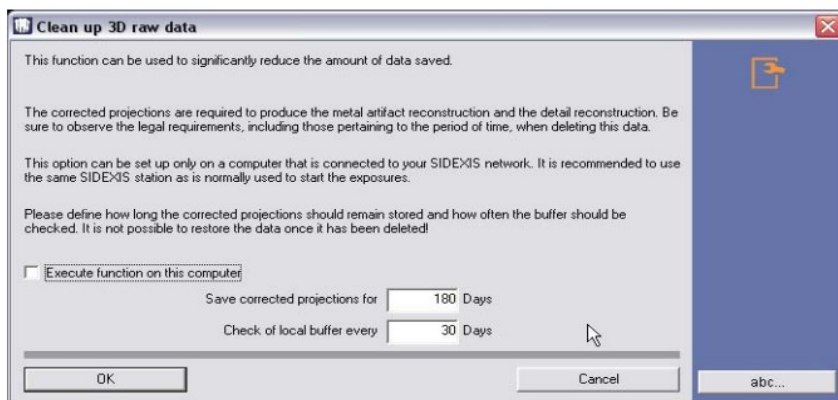 Clean up 3D raw data
This function can be used to significantly reduce the amount of data saved.
The corrected projections are required to produce the metal artifact reconstruction and the detail reconstruction. Be
sure to observe the legal requirements, including those pertaining to the period of time, when deleting this data.
This option can be set up only on a computer that is connected to your SIDEXIS network. It is recommended to use
the same SIDEXIS station as is normally used to start the exposures.
Please define how long the corrected projections should remain stored and how often the buffer should be
checked. It is not possible to restore the data once it has been deleted!
Execute function on this computer
Save corrected projections for 180 Days
Check of local buffer every 30 Days
OK Cancel abc...